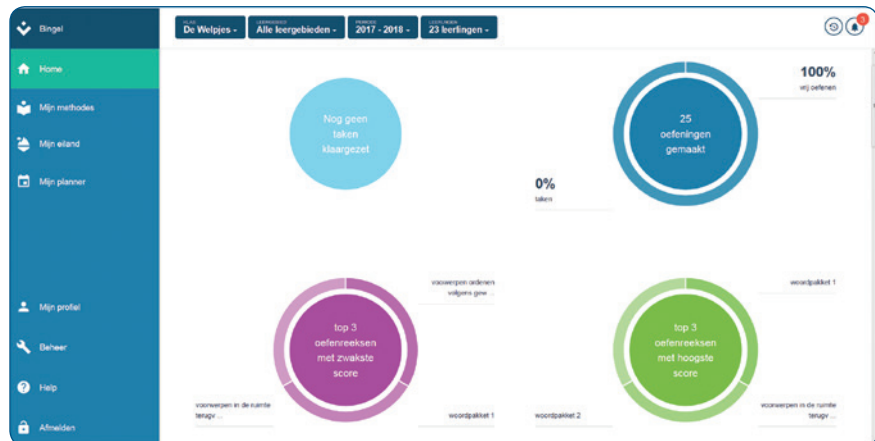 Bingel
KLAS
De Welpjes
LEERGEBIED
Alle leergebieden
PERIODE
2017 - 2018
LEERLINGEN
23 leerlingen
3
Home
Mijn methodes
Mijn eiland
Mijn planner
Mijn profiel
Beheer
Help
Afmelden
Nog geen
taken
klaargezet
25
oefeningen
gemaakt
100%
vrij oefenen
0%
taken
top 3
oefenreeksen
met zwakste
score
voorwerpen ordenen
volgens gew ...
voorwerpen in de ruimte
terugv ...
woordpakket 1
top 3
oefenreeksen
met hoogste
score
woordpakket 1
woordpakket 2
voorwerpen in de ruimte
terugv ...